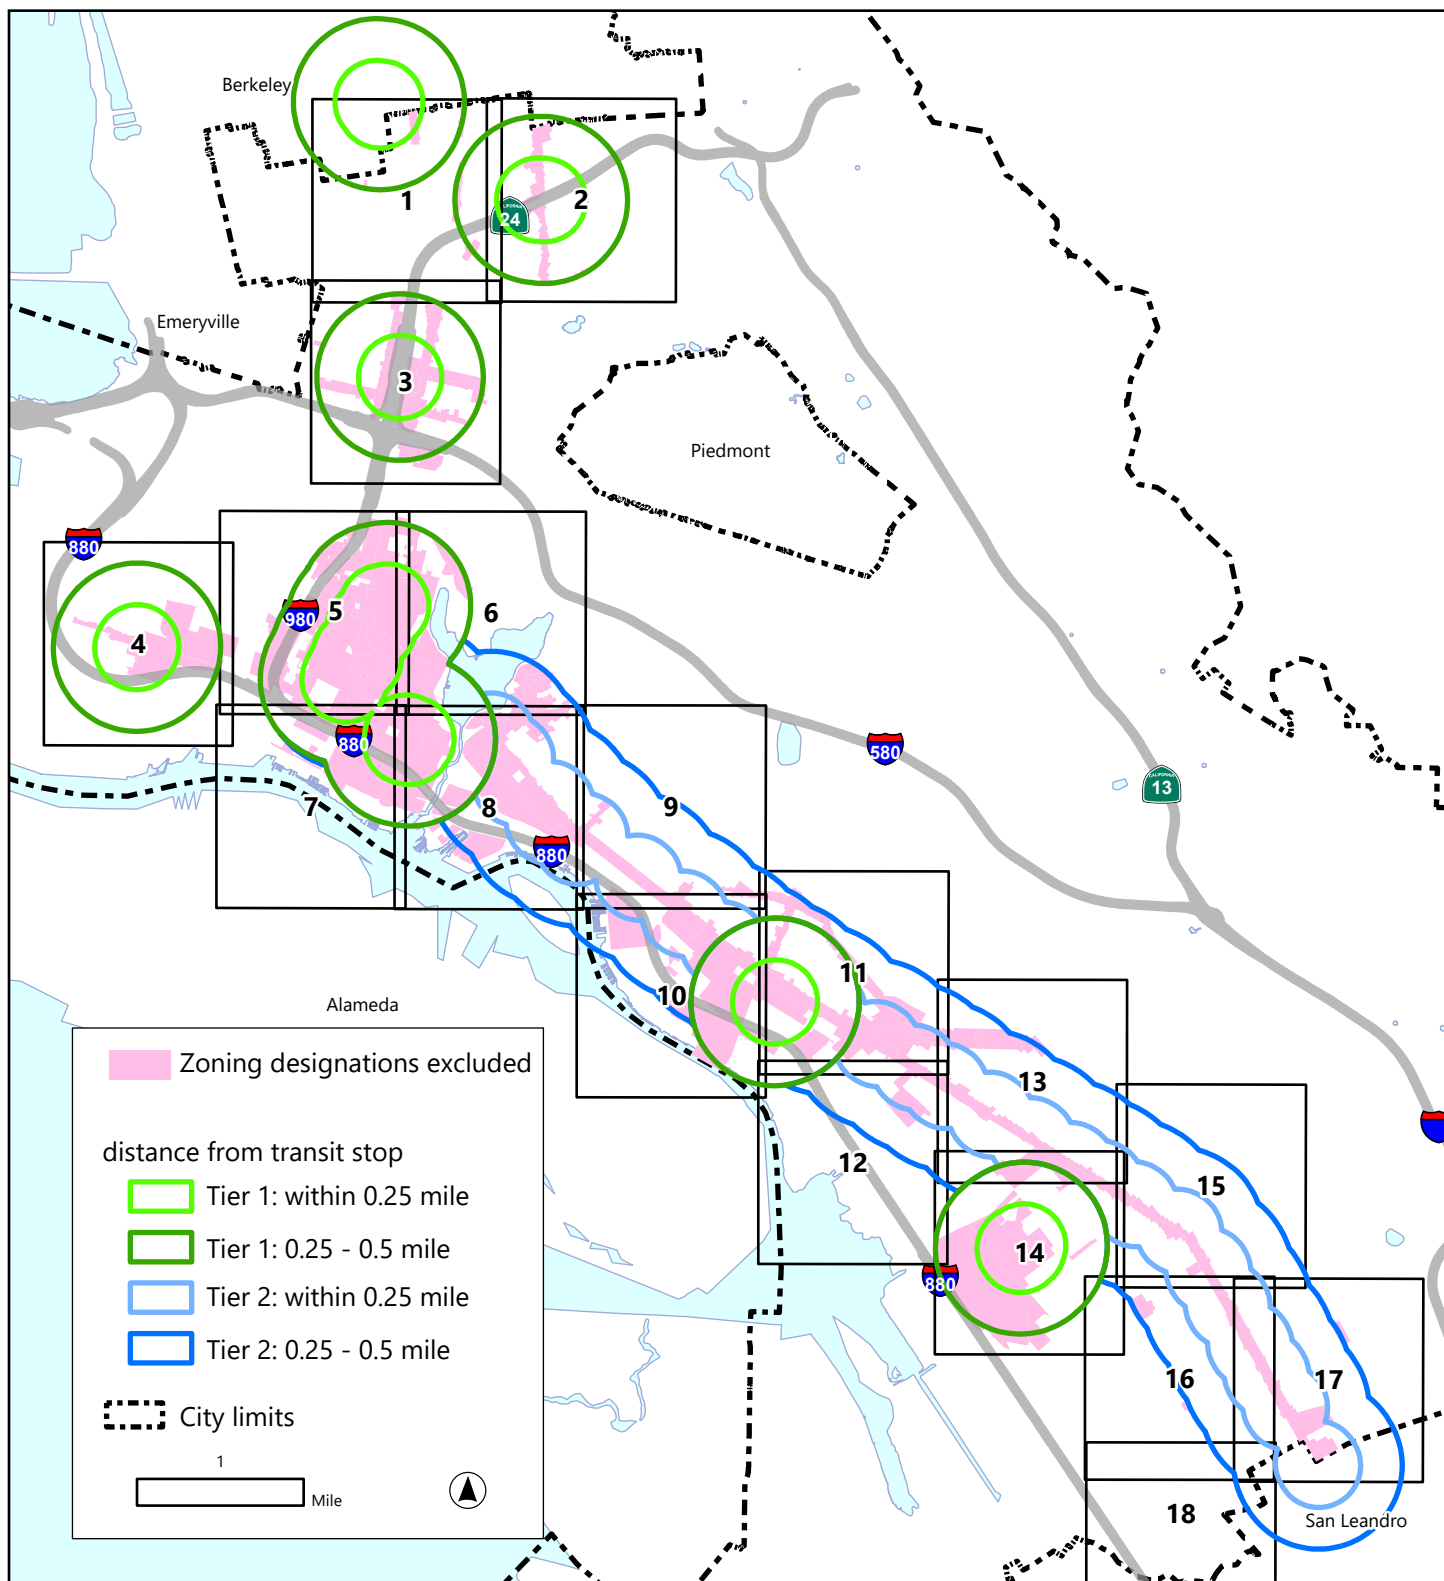 Berkeley
1
2
CALIFORNIA
24
Emeryville
3
Piedmont
880
980
5
6
4
580
CALIFORNIA
13
880
7
8
9
880
10
11
Alameda
13
12
15
14
880
16
17
18
San Leandro
Zoning designations excluded
distance from transit stop
Tier 1: within 0.25 mile
Tier 1: 0.25 - 0.5 mile
Tier 2: within 0.25 mile
Tier 2: 0.25 - 0.5 mile
City limits
1
Mile